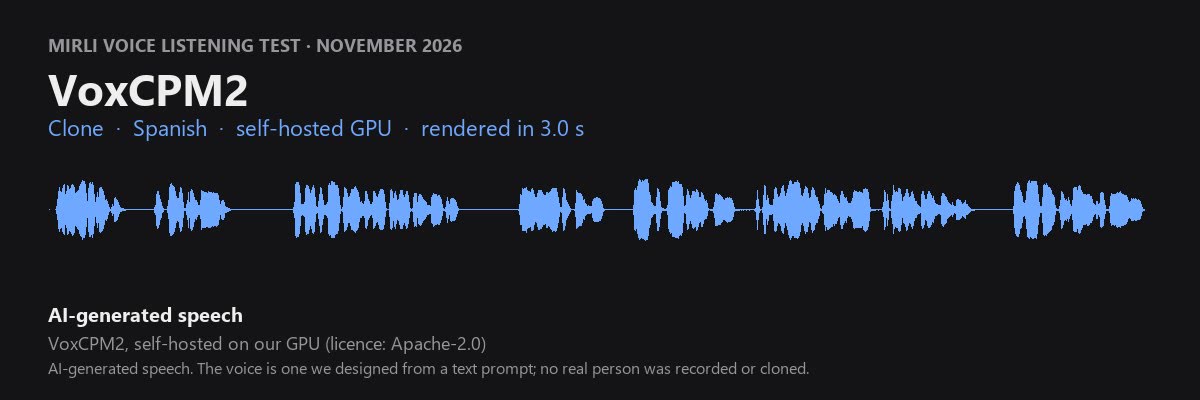 MIRLI VOICE LISTENING TEST · NOVEMBER 2026
VoxCPM2
Clone · Spanish · self-hosted GPU · rendered in 3.0 s
AI-generated speech
VoxCPM2, self-hosted on our GPU (licence: Apache-2.0)
AI-generated speech. The voice is one we designed from a text prompt; no real person was recorded or cloned.